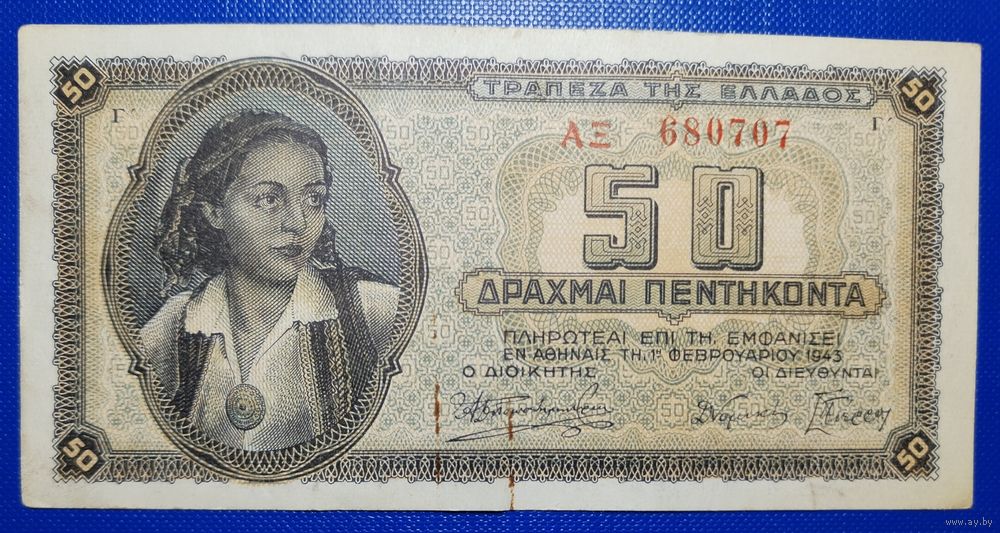 50 50
ΤΡΑΠΕΖΑ ΤΗΣ ΕΛΛΑΔΟΣ
Γ΄ Γ΄
ΑΞ 680707
50
ΔΡΑΧΜΑΙ ΠΕΝΤΗΚΟΝΤΑ
ΠΛΗΡΩΤΕΑΙ ΕΠΙ ΤΗ. ΕΜΦΑΝΙΣΕΙ
ΕΝ ΑΘΗΝΑΙΣ ΤΗ. 1η ΦΕΒΡΟΥΑΡΙΟΥ 1943
Ο ΔΙΟΙΚΗΤΗΣ ΟΙ ΔΙΕΥΘΥΝΤΑΙ
50 50
www.ay.by